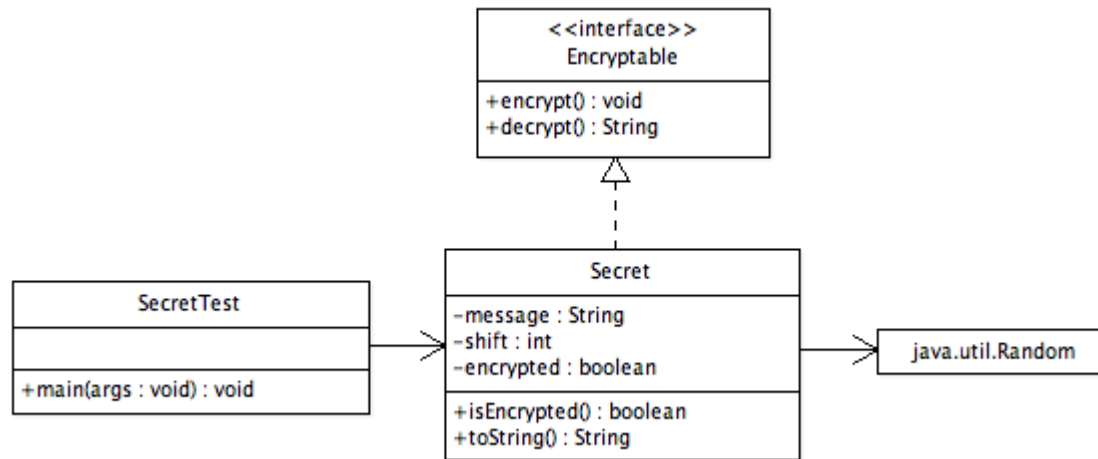 <<interface>>
Encryptable
+encrypt() : void
+decrypt() : String
SecretTest
+main(args : void) : void
Secret
-message : String
-shift : int
-encrypted : boolean
+isEncrypted() : boolean
+toString() : String
java.util.Random